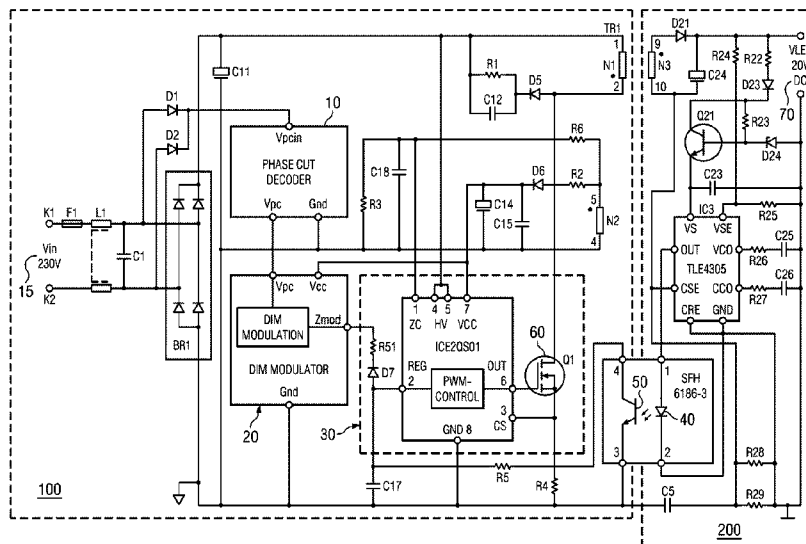 TR1
D21
VLE
20V
DC
R1
1
N1
2
9
N3
10
R24
R22
C11
D5
C24
D23
70
C12
D1
10
Q21
R23
D2
Vpcin
R6
PHASE CUT
DECODER
C18
D24
D6
R2
C23
R3
C14
C15
5
N2
4
IC3
R25
K1
F1
L1
Vpc
Gnd
VS
VSE
Vin
230V
C1
OUT
VCO
C25
TLE4305
R26
15
CSE
CCO
C26
K2
Vpc
Vcc
R27
1
4
5
7
CRE
GND
ZC
HV
VCC
60
DIM
MODULATION
Zmod
BR1
R51
ICE2QS01
Q1
DIM MODULATOR
D7
REG
OUT
4
1
2
6
50
SFH
6186-3
PWM-
CONTROL
Gnd
3
CS
40
20
30
GND 8
3
2
R28
R5
100
C17
R4
C5
R29
200